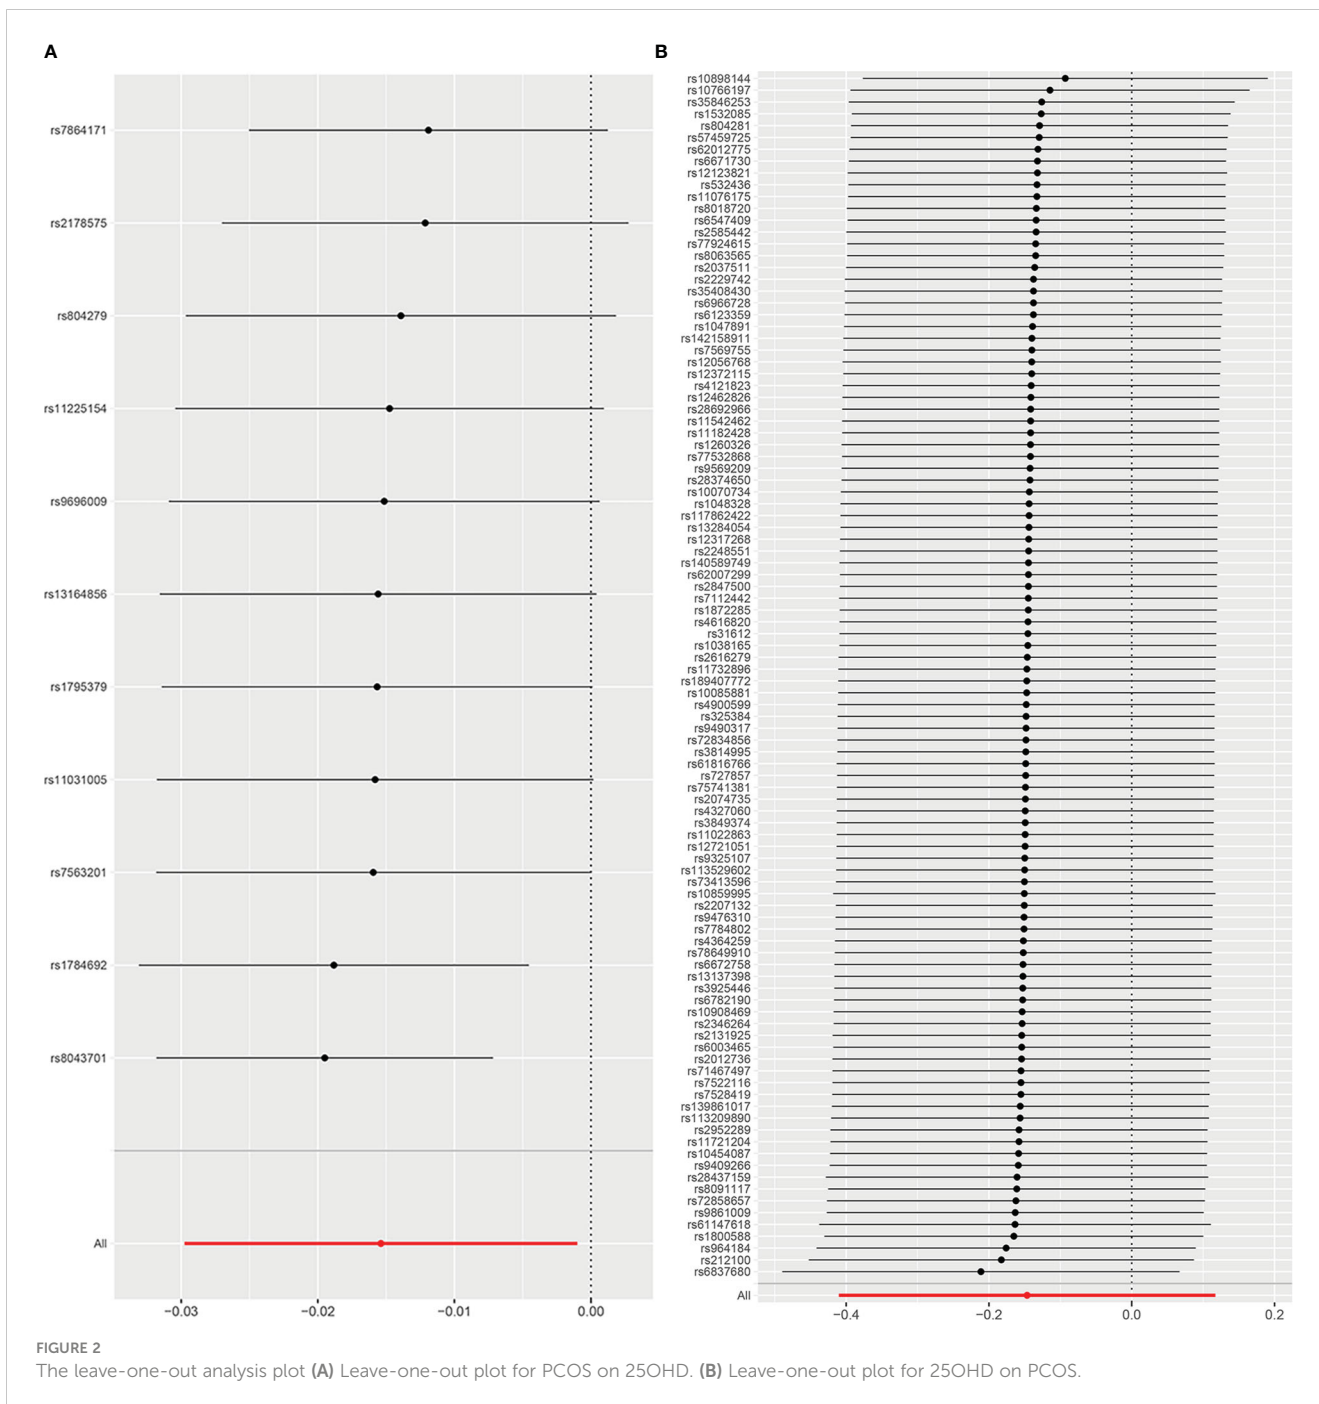 A
rs7864171
rs2178575
rs804279
rs11225154
rs9696009
rs13164856
rs1795379
rs11031005
rs7563201
rs1784692
rs8043701
All
−0.03 −0.02 −0.01 0.00
B
rs10898144
rs10766197
rs35846253
rs1532085
rs804281
rs57459725
rs62012775
rs6671730
rs12123821
rs532436
rs11076175
rs8018720
rs6547409
rs2585442
rs77924615
rs8063565
rs2037511
rs2229742
rs35408430
rs6966728
rs6123359
rs1047891
rs142158911
rs7569755
rs12056768
rs12372115
rs4121823
rs12462826
rs28692966
rs11542462
rs11182428
rs1260326
rs77532868
rs9569209
rs28374650
rs10070734
rs1048328
rs117862422
rs13284054
rs12317268
rs2248551
rs140589749
rs62007299
rs2847500
rs7112442
rs1872285
rs4616820
rs31612
rs1038165
rs2616279
rs11732896
rs189407772
rs10085881
rs4900599
rs325384
rs9490317
rs72834856
rs3814995
rs61816766
rs727857
rs75741381
rs2074735
rs4327060
rs3849374
rs11022863
rs12721051
rs9325107
rs113529602
rs73413596
rs10859995
rs2207132
rs9476310
rs7784802
rs4364259
rs78649910
rs6672758
rs13137398
rs3925446
rs6782190
rs10908469
rs2346264
rs2131925
rs6003465
rs2012736
rs71467497
rs7522116
rs7528419
rs139861017
rs113209890
rs2952289
rs11721204
rs10454087
rs9409266
rs28437159
rs8091117
rs72858657
rs9861009
rs61147618
rs1800588
rs964184
rs212100
rs6837680
All
−0.4 −0.2 0.0 0.2
FIGURE 2
The leave-one-out analysis plot (A) Leave-one-out plot for PCOS on 25OHD. (B) Leave-one-out plot for 25OHD on PCOS.